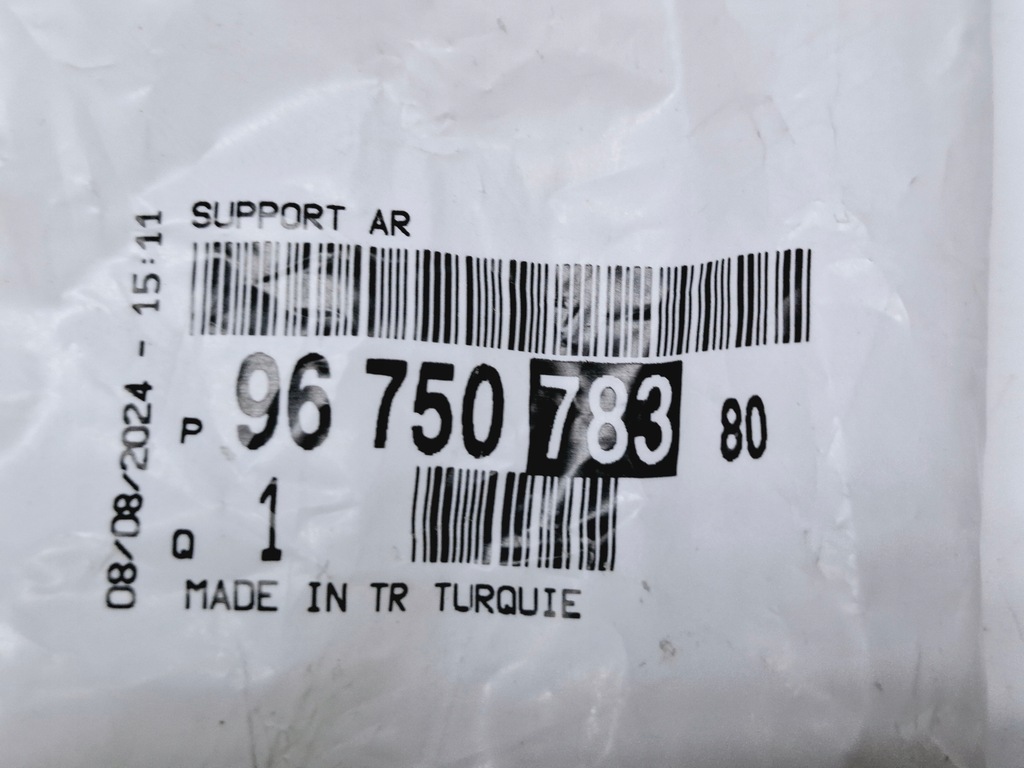 SUPPORT AR
P 96 750 783 80
Q 1
MADE IN TR TURQUIE
08/08/2024 - 15:11